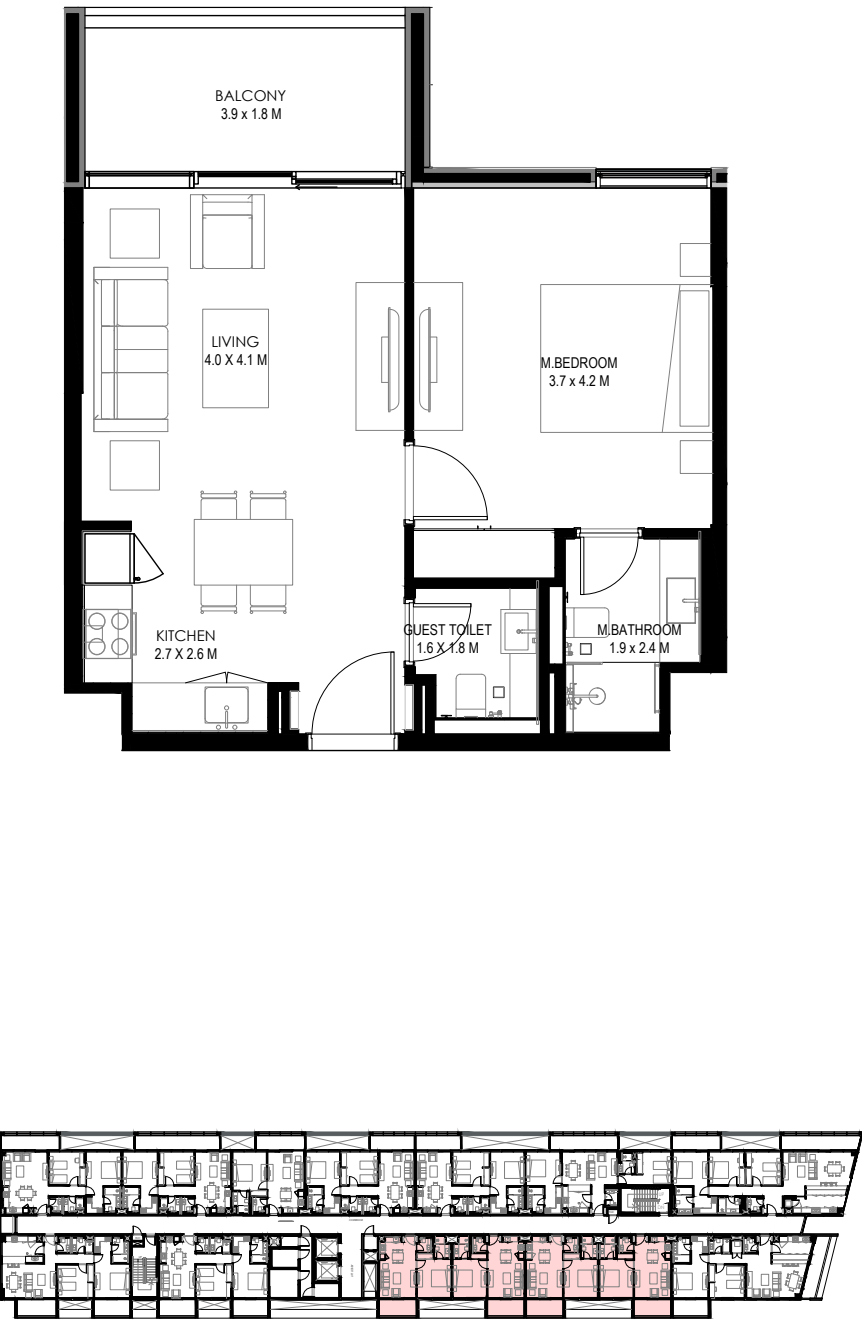 BALCONY
3.9 x 1.8 M
LIVING
4.0 X 4.1 M
M.BEDROOM
3.7 x 4.2 M
KITCHEN
2.7 X 2.6 M
GUEST TOILET
1.6 X 1.8 M
M.BATHROOM
1.9 x 2.4 M